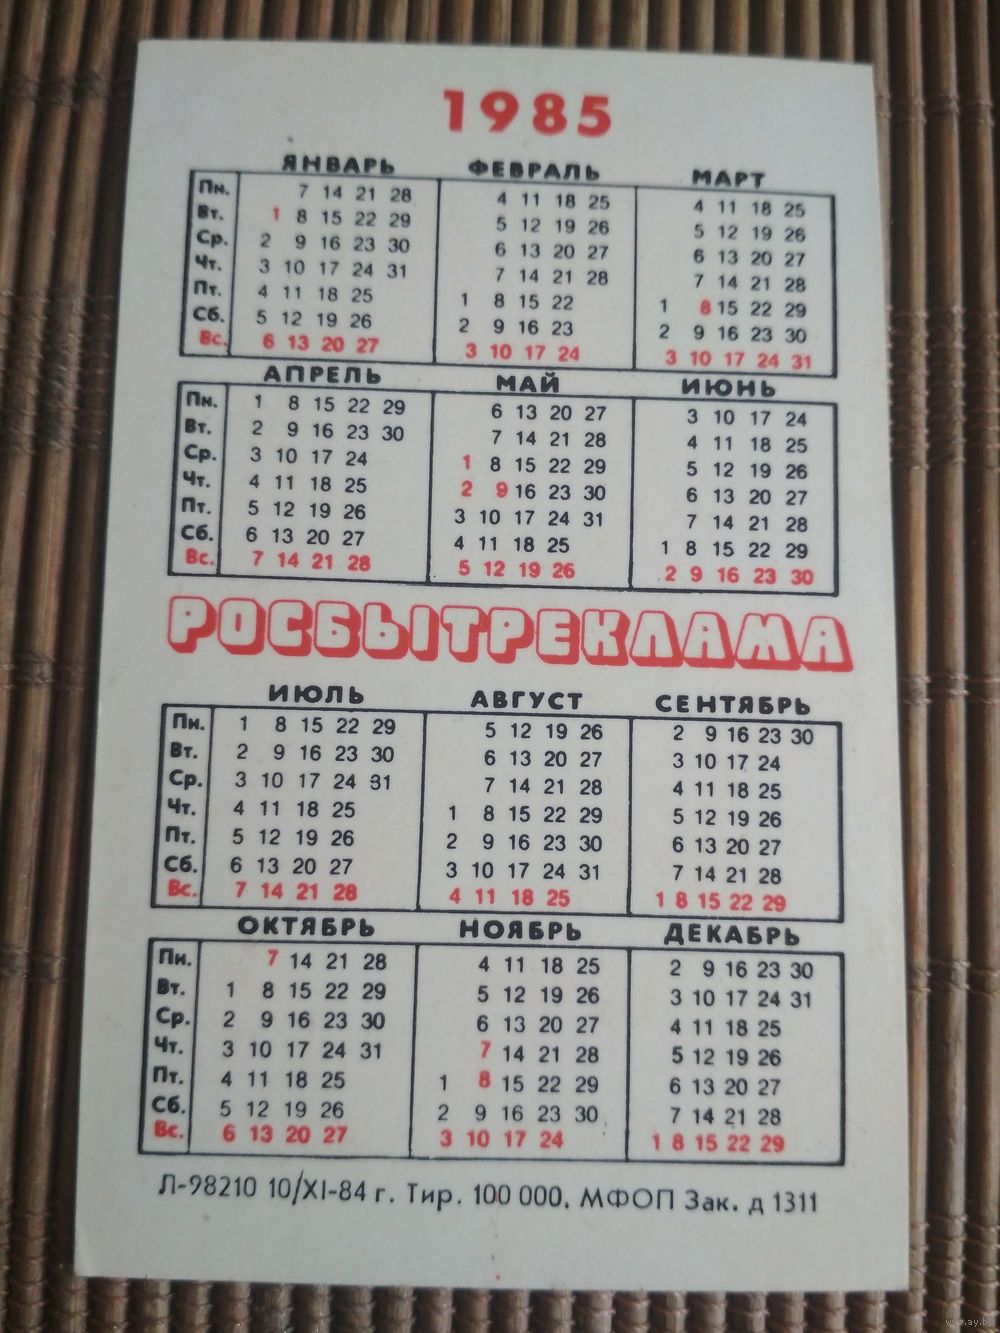 1985
ЯНВАРЬ ФЕВРАЛЬ МАРТ
Пн. 7 14 21 28 4 11 18 25 4 11 18 25
Вт. 1 8 15 22 29 5 12 19 26 5 12 19 26
Ср. 2 9 16 23 30 6 13 20 27 6 13 20 27
Чт. 3 10 17 24 31 7 14 21 28 7 14 21 28
Пт. 4 11 18 25 1 8 15 22 1 8 15 22 29
Сб. 5 12 19 26 2 9 16 23 2 9 16 23 30
Вс. 6 13 20 27 3 10 17 24 3 10 17 24 31
АПРЕЛЬ МАЙ ИЮНЬ
Пн. 1 8 15 22 29 6 13 20 27 3 10 17 24
Вт. 2 9 16 23 30 7 14 21 28 4 11 18 25
Ср. 3 10 17 24 1 8 15 22 29 5 12 19 26
Чт. 4 11 18 25 2 9 16 23 30 6 13 20 27
Пт. 5 12 19 26 3 10 17 24 31 7 14 21 28
Сб. 6 13 20 27 4 11 18 25 1 8 15 22 29
Вс. 7 14 21 28 5 12 19 26 2 9 16 23 30
РОСБЫТРЕКЛАМА
ИЮЛЬ АВГУСТ СЕНТЯБРЬ
Пн. 1 8 15 22 29 5 12 19 26 2 9 16 23 30
Вт. 2 9 16 23 30 6 13 20 27 3 10 17 24
Ср. 3 10 17 24 31 7 14 21 28 4 11 18 25
Чт. 4 11 18 25 1 8 15 22 29 5 12 19 26
Пт. 5 12 19 26 2 9 16 23 30 6 13 20 27
Сб. 6 13 20 27 3 10 17 24 31 7 14 21 28
Вс. 7 14 21 28 4 11 18 25 1 8 15 22 29
ОКТЯБРЬ НОЯБРЬ ДЕКАБРЬ
Пн. 7 14 21 28 4 11 18 25 2 9 16 23 30
Вт. 1 8 15 22 29 5 12 19 26 3 10 17 24 31
Ср. 2 9 16 23 30 6 13 20 27 4 11 18 25
Чт. 3 10 17 24 31 7 14 21 28 5 12 19 26
Пт. 4 11 18 25 1 8 15 22 29 6 13 20 27
Сб. 5 12 19 26 2 9 16 23 30 7 14 21 28
Вс. 6 13 20 27 3 10 17 24 1 8 15 22 29
Л-98210 10/XI-84 г. Тир. 100 000. МФОП Зак. д 1311